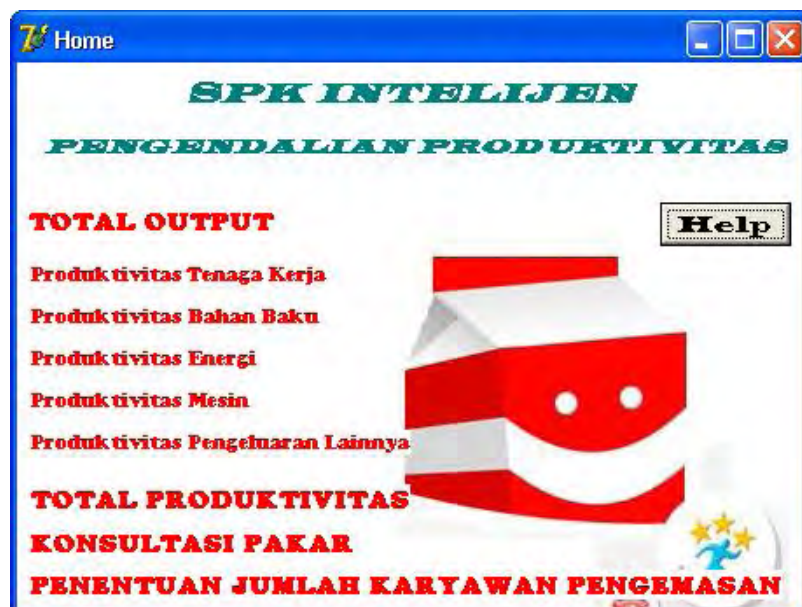 Home
SPK INTELIJEN
PENGENDALIAN PRODUKTIVITAS
TOTAL OUTPUT
Help
Produktivitas Tenaga Kerja
Produktivitas Bahan Baku
Produktivitas Energi
Produktivitas Mesin
Produktivitas Pengeluaran Lainnya
TOTAL PRODUKTIVITAS
KONSULTASI PAKAR
PENENTUAN JUMLAH KARYAWAN PENGEMASAN